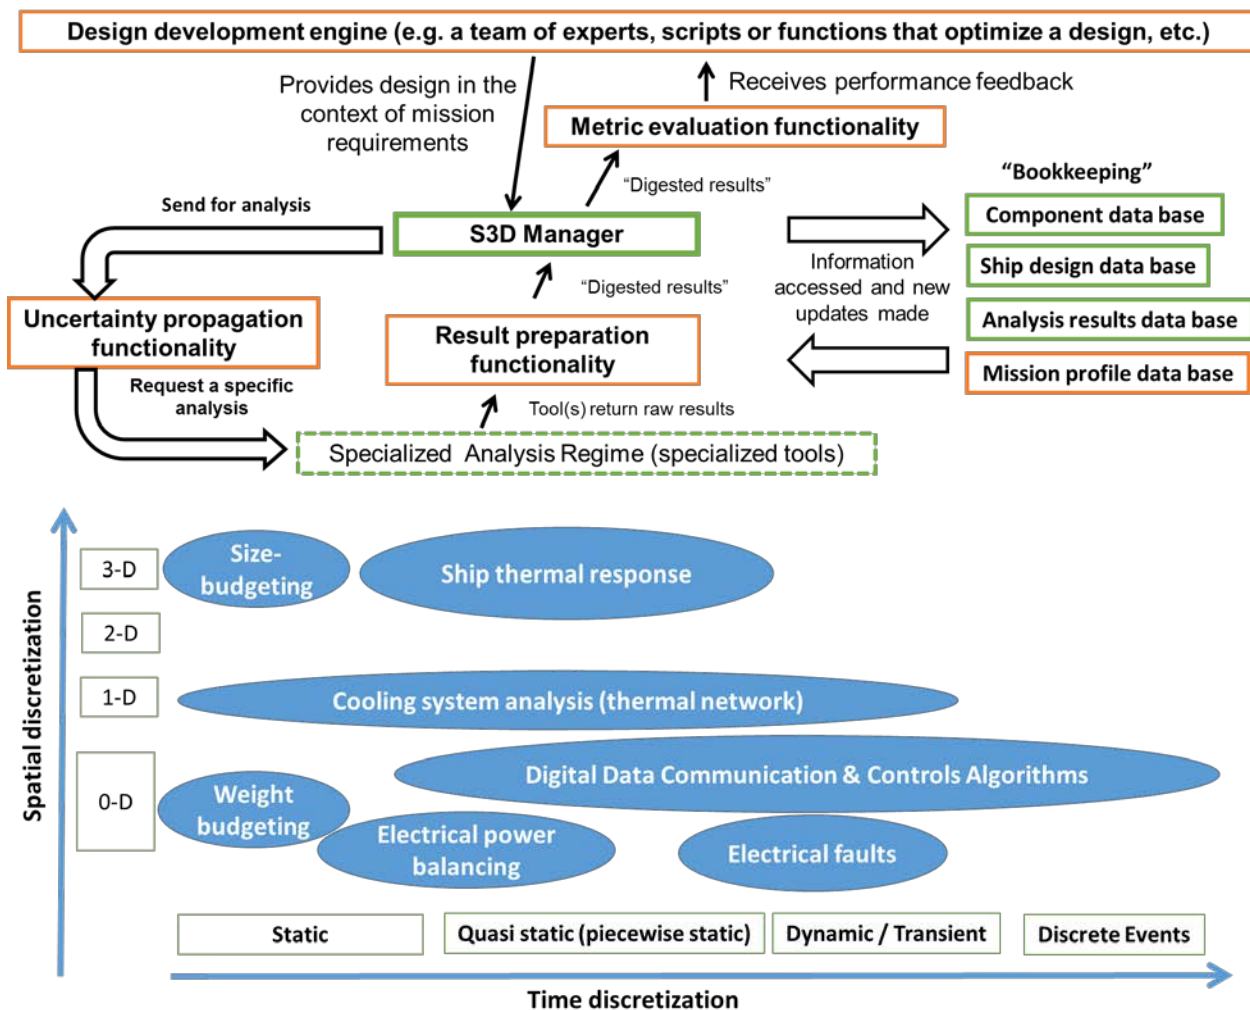 Design development engine (e.g. a team of experts, scripts or functions that optimize a design, etc.)
Provides design in the
context of mission
requirements
Receives performance feedback
Metric evaluation functionality
“Digested results”
“Bookkeeping”
Send for analysis
S3D Manager
Component data base
Ship design data base
Analysis results data base
Mission profile data base
Information
accessed and new
updates made
“Digested results”
Uncertainty propagation
functionality
Result preparation
functionality
Request a specific
analysis
Tool(s) return raw results
Specialized Analysis Regime (specialized tools)
Spatial discretization
3-D
2-D
1-D
0-D
Size-
budgeting
Ship thermal response
Cooling system analysis (thermal network)
Digital Data Communication & Controls Algorithms
Weight
budgeting
Electrical power
balancing
Electrical faults
Static
Quasi static (piecewise static)
Dynamic / Transient
Discrete Events
Time discretization